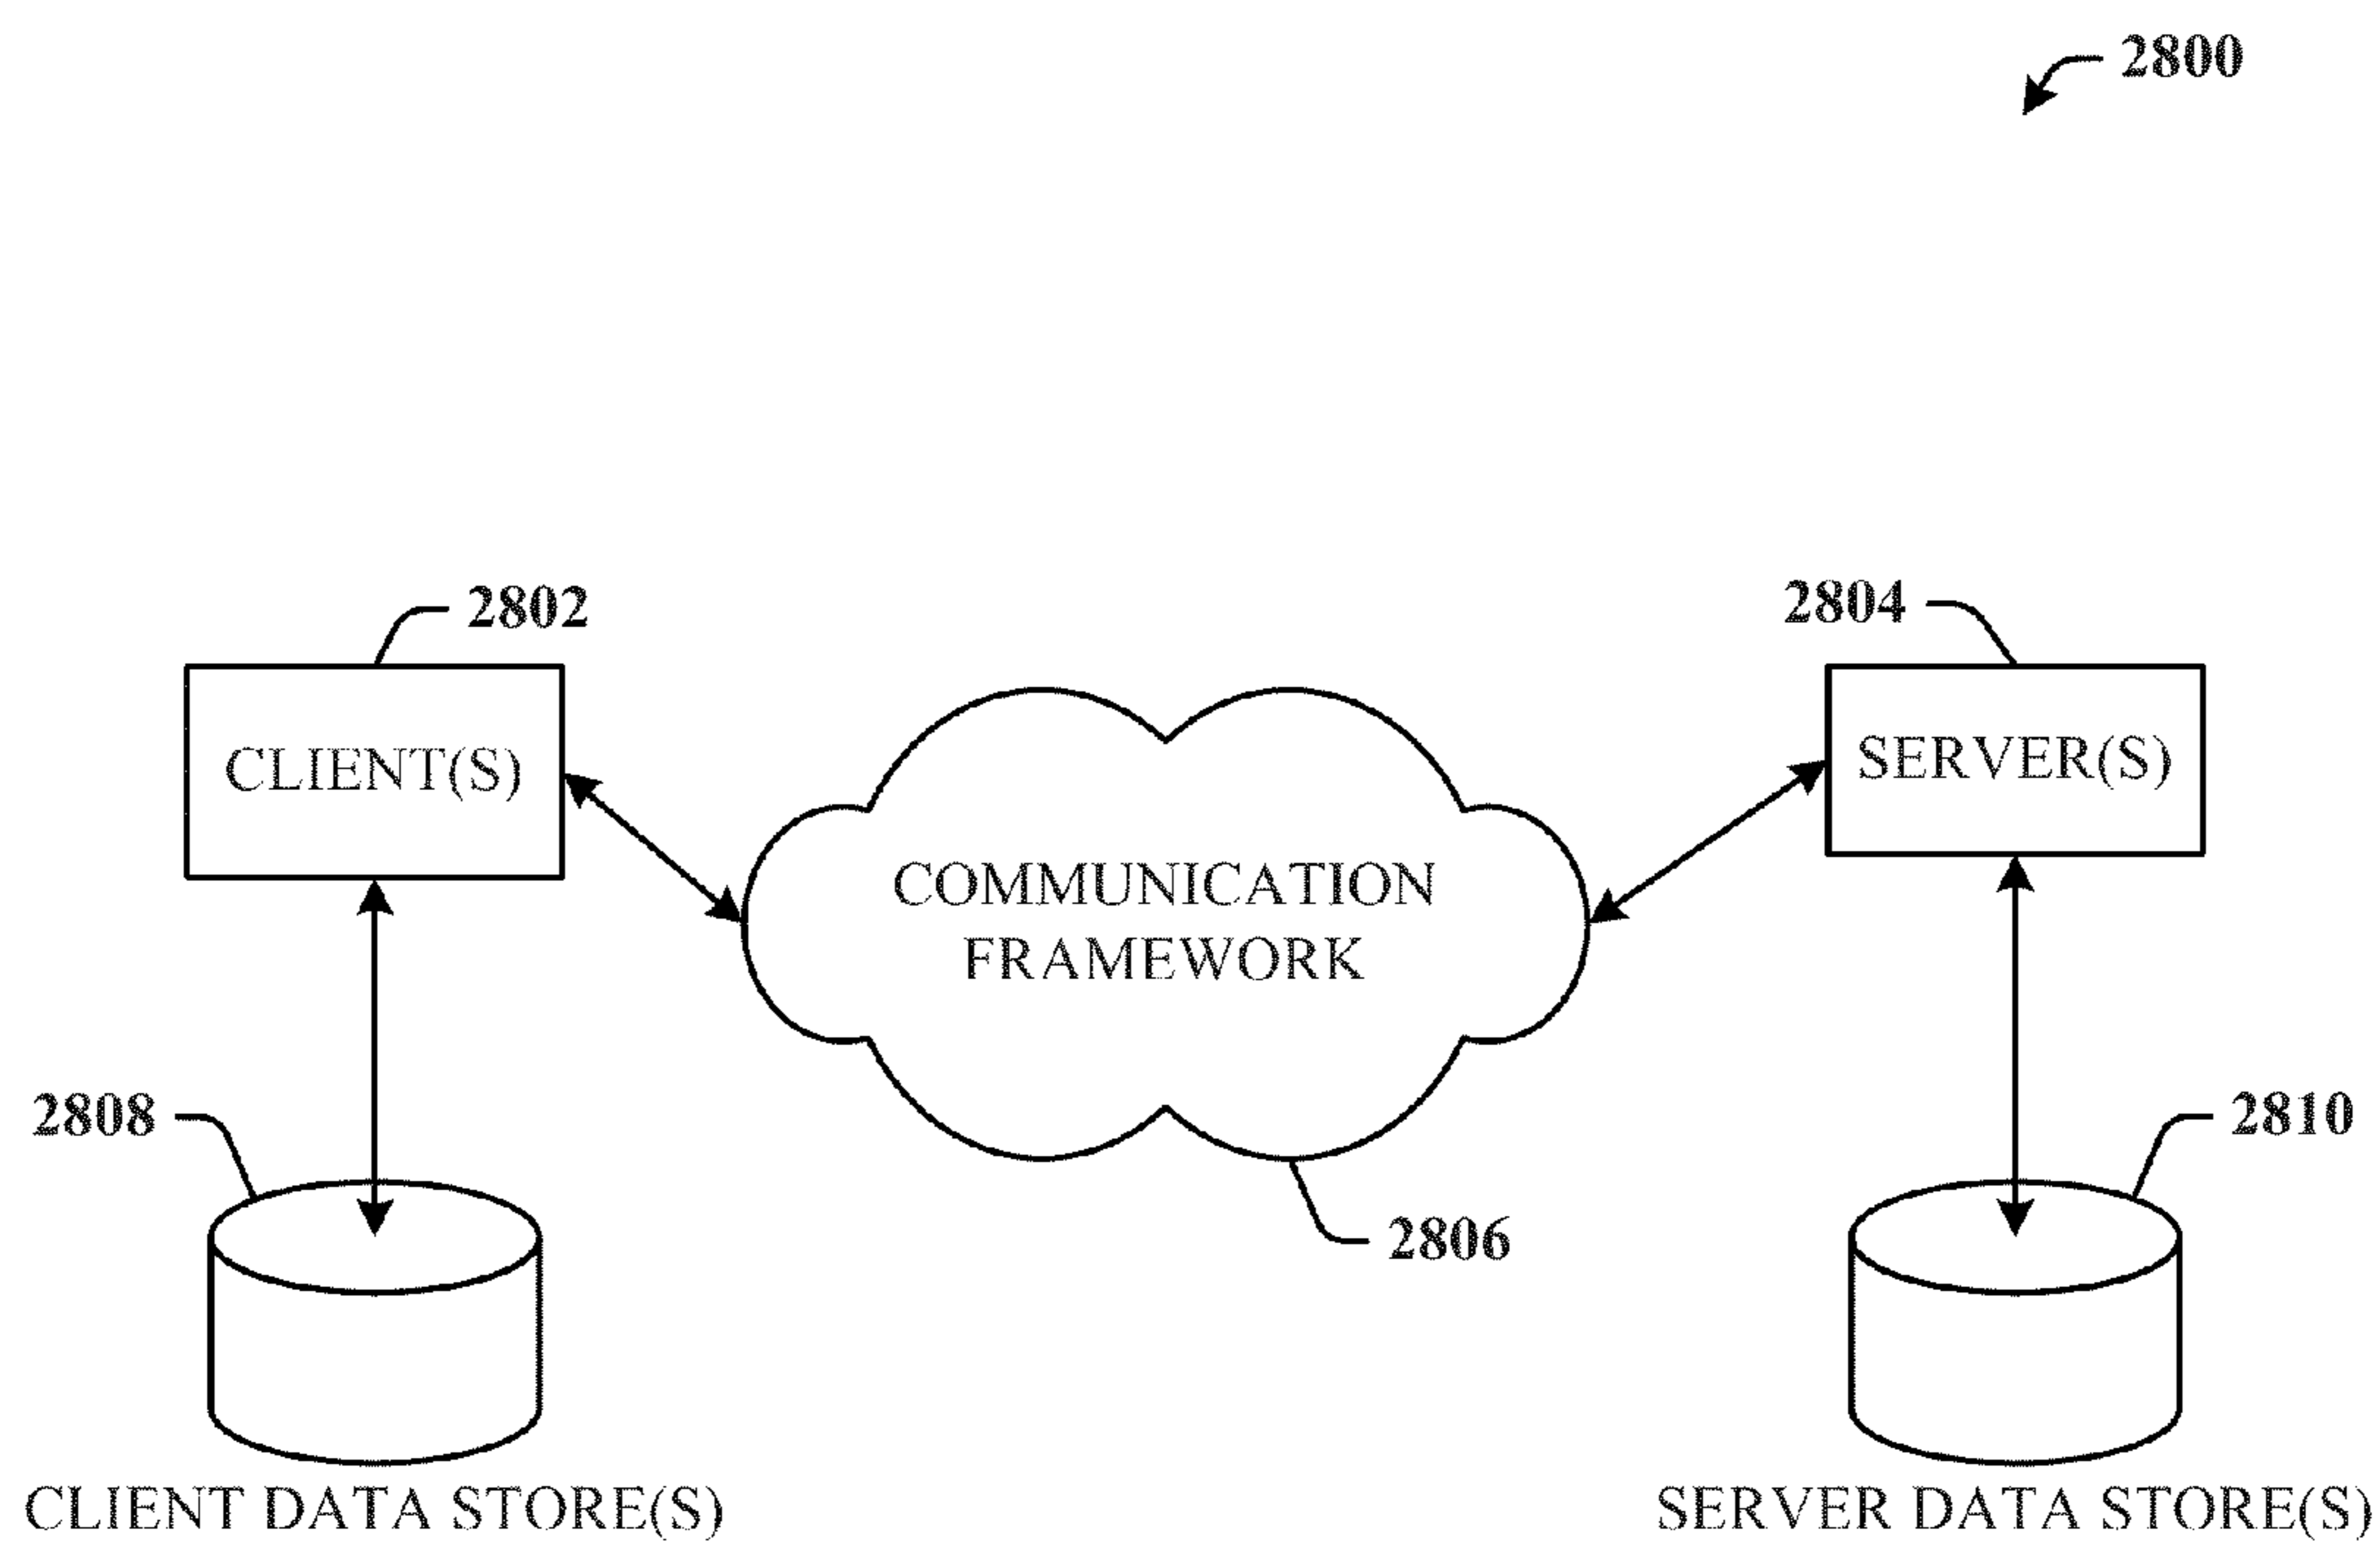 2800
2802
2804
CLIENT(S)
SERVER(S)
COMMUNICATION
FRAMEWORK
2808
2810
2806
CLIENT DATA STORE(S)
SERVER DATA STORE(S)